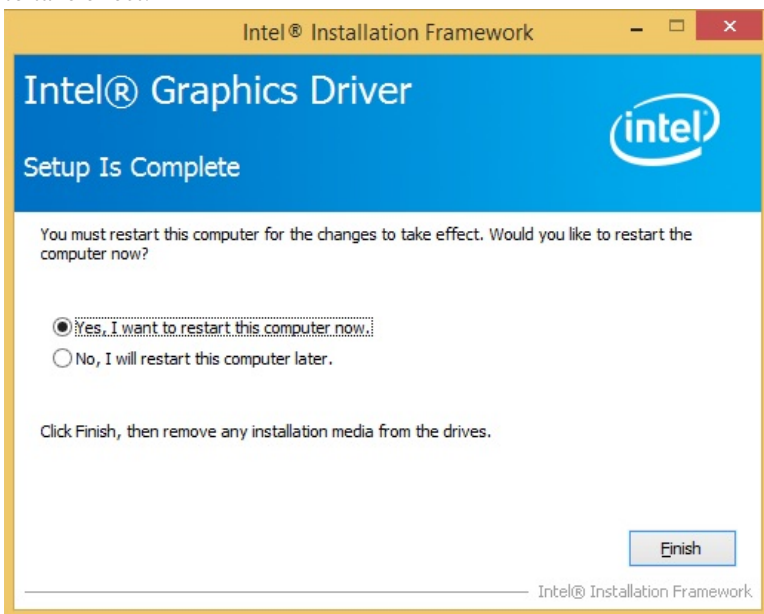 Intel® Installation Framework
Intel® Graphics Driver
intel
Setup Is Complete
You must restart this computer for the changes to take effect. Would you like to restart the
computer now?
Yes, I want to restart this computer now.
No, I will restart this computer later.
Click Finish, then remove any installation media from the drives.
Finish
Intel® Installation Framework